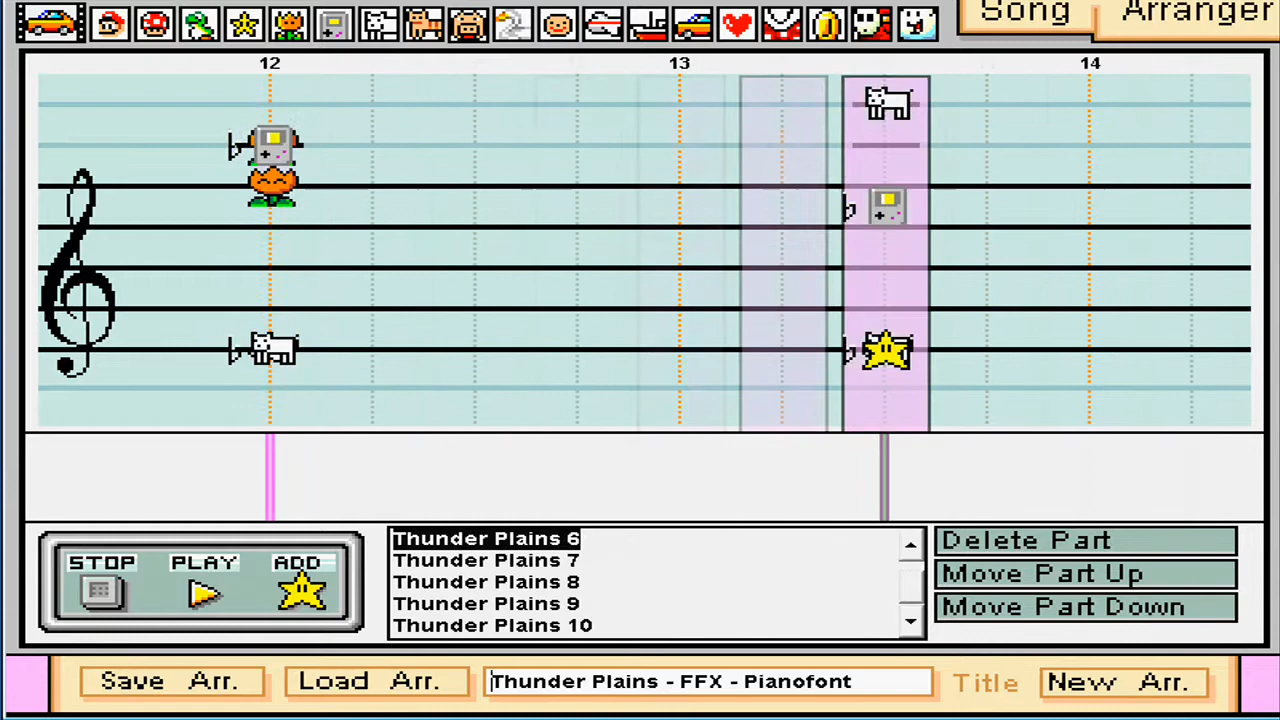 Song Arranger
12 13 14
STOP PLAY ADD
Thunder Plains 6
Thunder Plains 7
Thunder Plains 8
Thunder Plains 9
Thunder Plains 10
Delete Part
Move Part Up
Move Part Down
Save Arr. Load Arr. Thunder Plains - FFX - Pianofont Title New Arr.